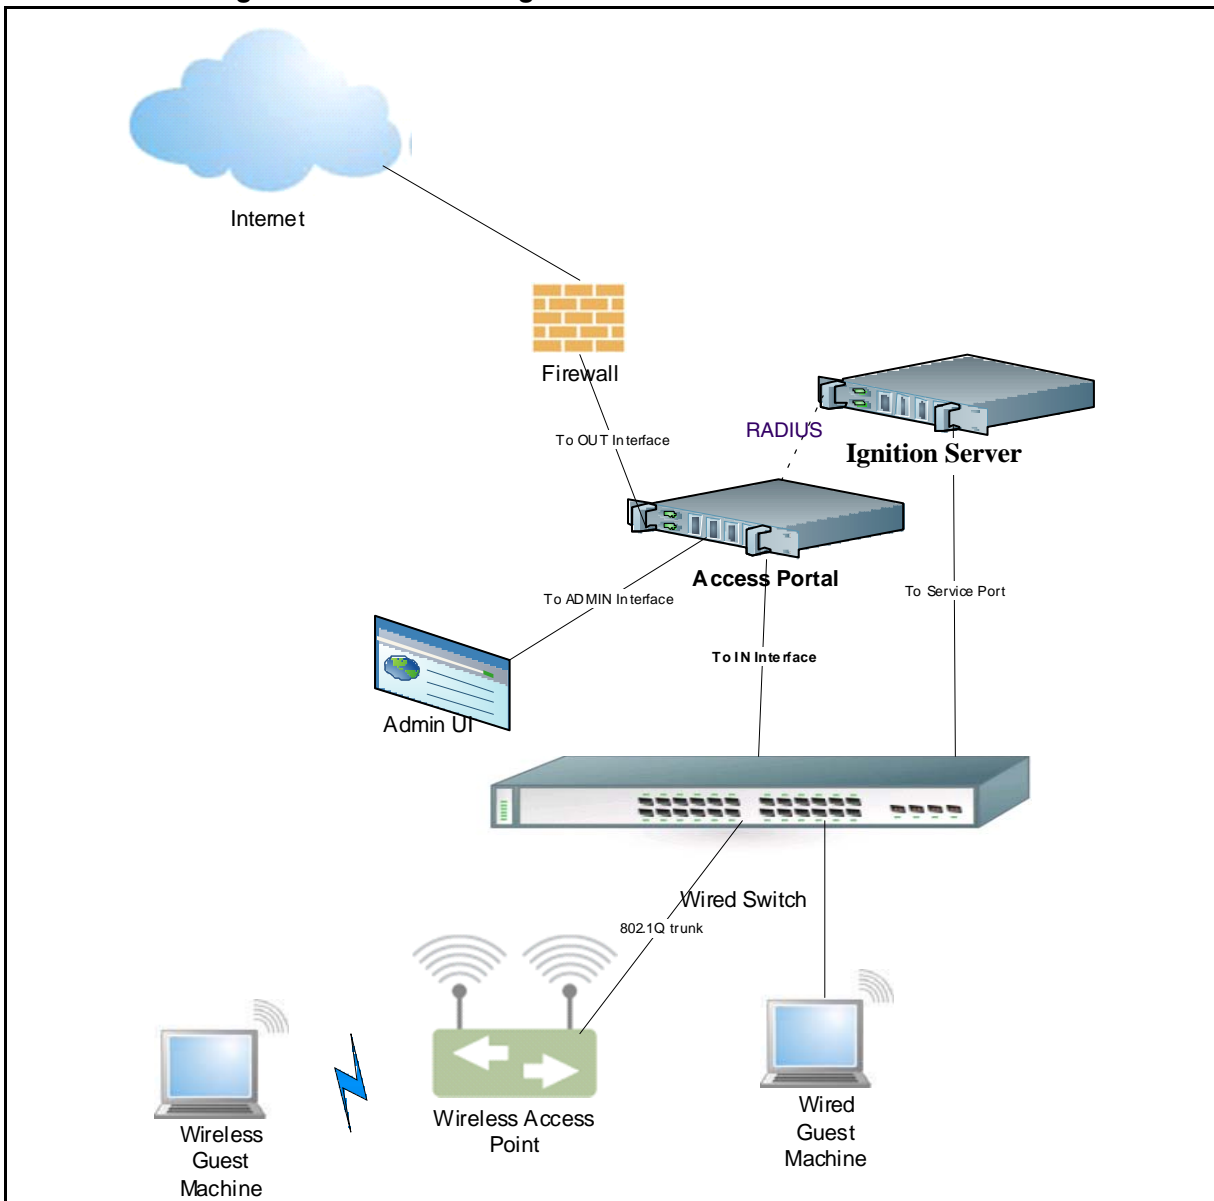 Internet
Firewall
To OUT Interface
RADIUS
Ignition Server
Access Portal
To ADMIN Interface
To Service Port
To IN Interface
Admin UI
Wired Switch
802.1Q trunk
Wireless Access
Point
Wireless
Guest
Machine
Wired
Guest
Machine